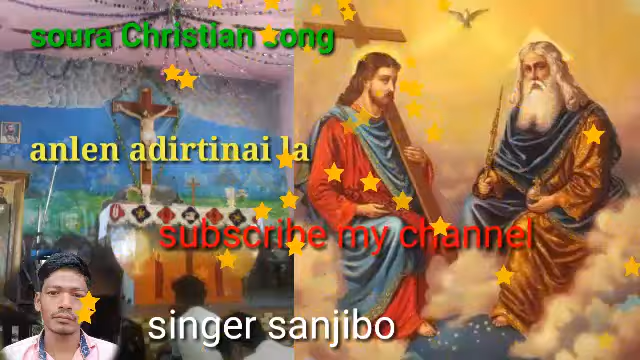 soura Christian song
anlen adirtinai la
subscribe my channel
singer sanjibo